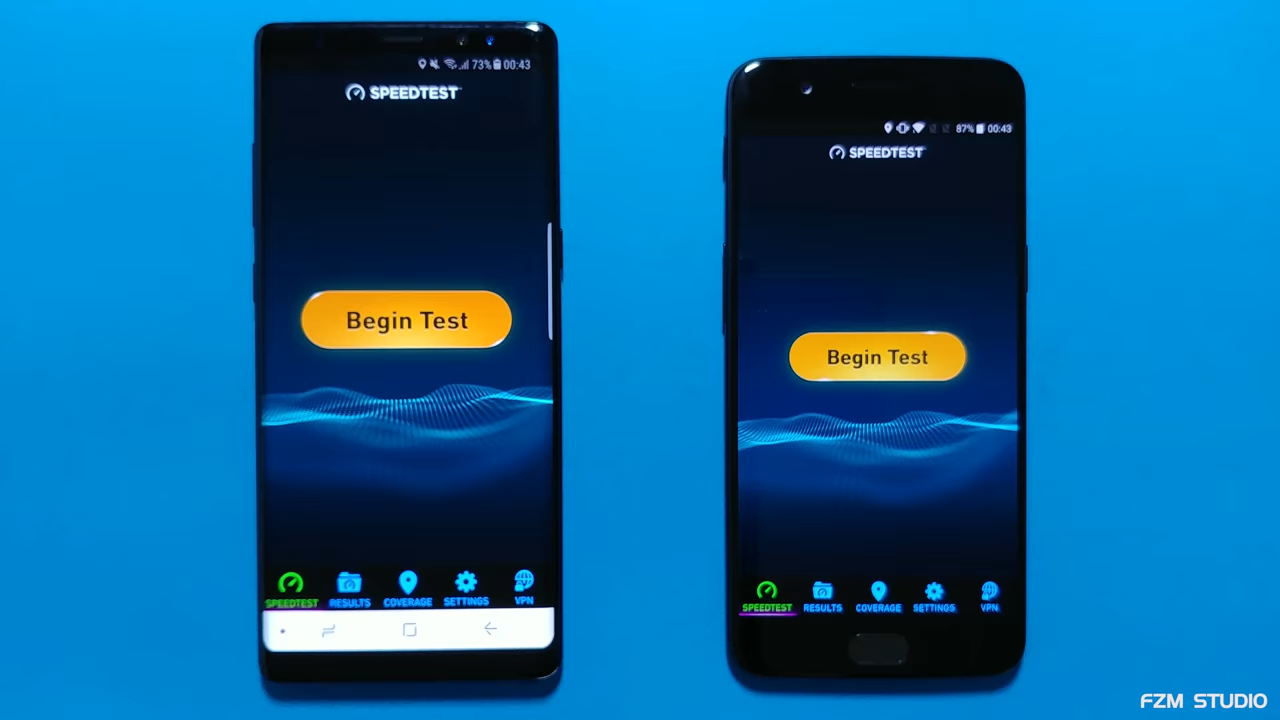 73% 00:43
SPEEDTEST
Begin Test
SPEEDTEST RESULTS COVERAGE SETTINGS VPN
87% 00:43
SPEEDTEST
Begin Test
SPEEDTEST RESULTS COVERAGE SETTINGS VPN
FZM STUDIO